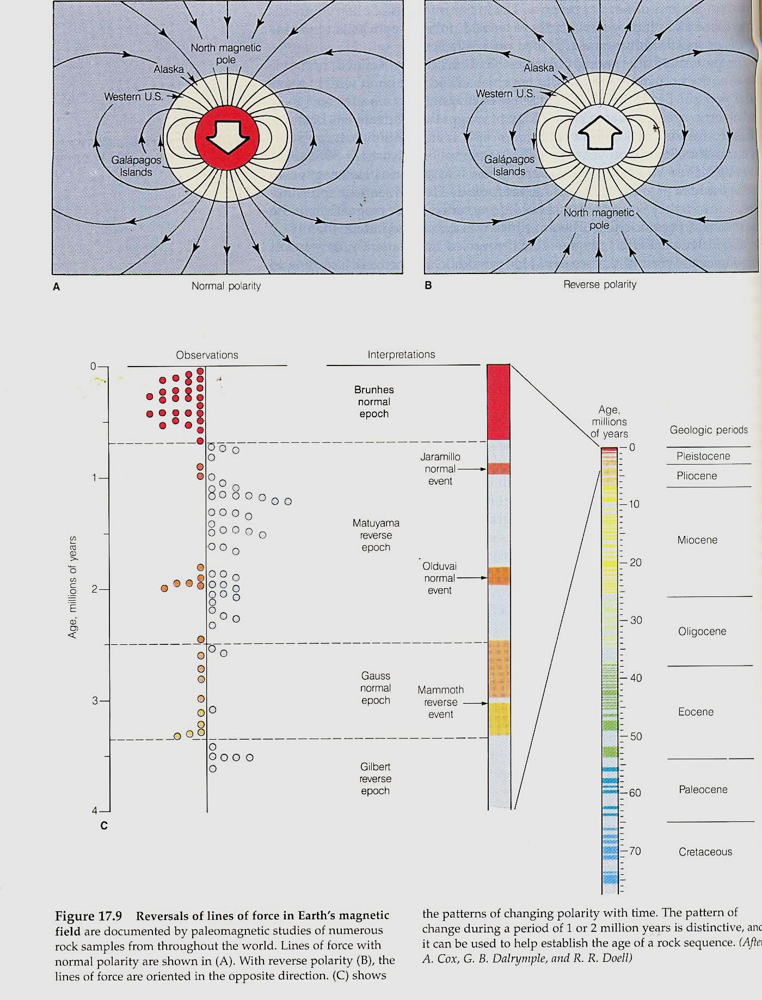 North magnetic
pole
Alaska
Western U.S.
Galápagos
Islands
A
Normal polarity
Alaska
Western U.S.
Galápagos
Islands
North magnetic
pole
B
Reverse polarity
Observations
Interpretations
0
1
2
3
4
Age, millions of years
C
Brunhes
normal
epoch
Jaramillo
normal
event
Matuyama
reverse
epoch
Olduvai
normal
event
Gauss
normal
epoch
Mammoth
reverse
event
Gilbert
reverse
epoch
Age,
millions
of years
0
10
20
30
40
50
60
70
Geologic periods
Pleistocene
Pliocene
Miocene
Oligocene
Eocene
Paleocene
Cretaceous
Figure 17.9 Reversals of lines of force in Earth's magnetic
field are documented by paleomagnetic studies of numerous
rock samples from throughout the world. Lines of force with
normal polarity are shown in (A). With reverse polarity (B), the
lines of force are oriented in the opposite direction. (C) shows
the patterns of changing polarity with time. The pattern of
change during a period of 1 or 2 million years is distinctive, and
it can be used to help establish the age of a rock sequence. (After
A. Cox, G. B. Dalrymple, and R. R. Doell)